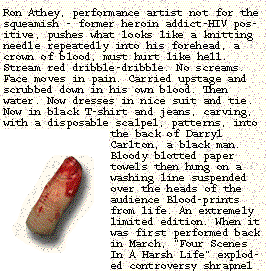 Ron Athey, performance artist not for the
squeamish - former heroin addict-HIV pos-
itive, pushes what looks like a knitting
needle repeatedly into his forehead, a
crown of blood, must hurt like hell.
Stream red dribble-dribble. No screams.
Face moves in pain. Carried upstage and
scrubbed down in his own blood. Then
water. Now dresses in nice suit and tie.
Now in black T-shirt and jeans, carving,
with a disposable scalpel, patterns, into
the back of Darryl
Carlton, a black man.
Bloody blotted paper
towels then hung on a
washing line suspended
over the heads of the
audience Blood-prints
from life. An extremely
limited edition. When it
was first performed back
in March, "Four Scenes
In A Harsh Life" explod-
ed controversy shrapnel